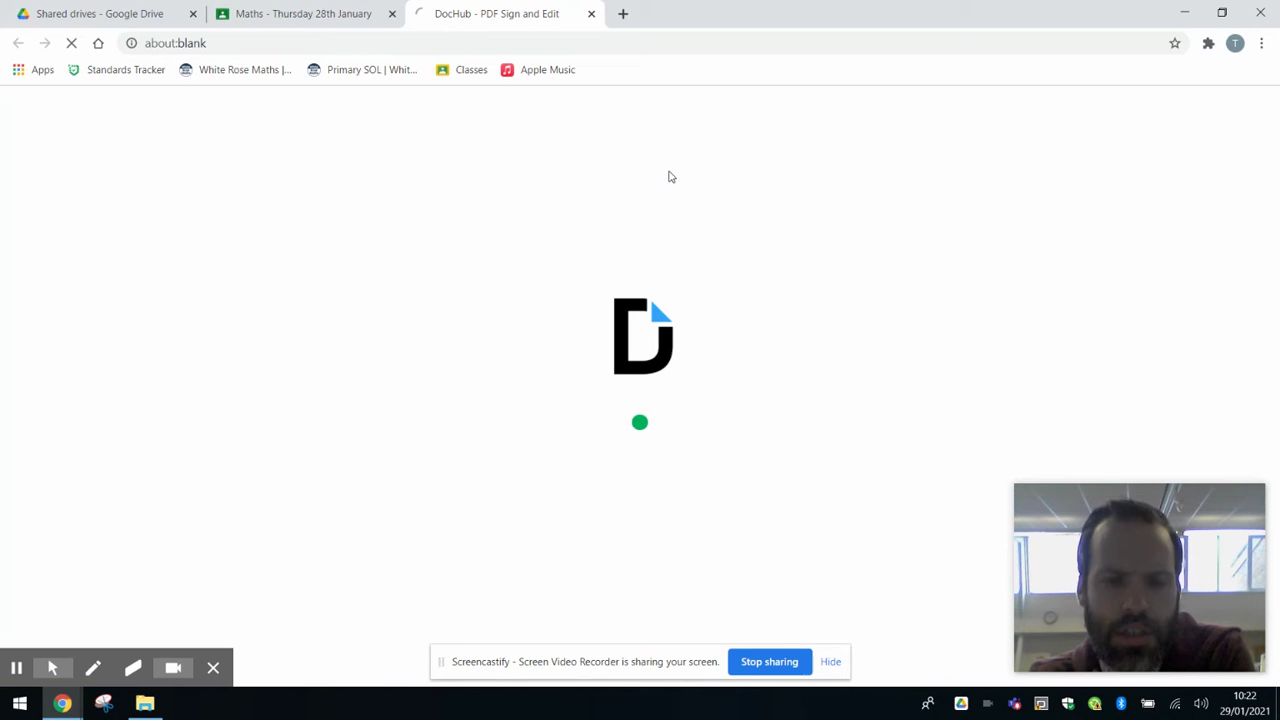 Shared drives - Google Drive
Maths - Thursday 28th January
DocHub - PDF Sign and Edit
about:blank
T
Apps
Standards Tracker
White Rose Maths |...
Primary SOL | Whit...
Classes
Apple Music
Screencastify - Screen Video Recorder is sharing your screen.
Stop sharing
Hide
10:22
29/01/2021